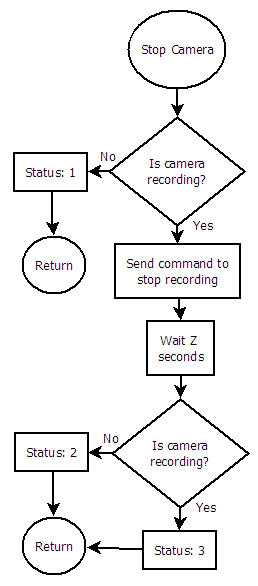 Stop Camera
Is camera
recording?
No
Status: 1
Return
Yes
Send command to
stop recording
Wait Z
seconds
Is camera
recording?
No
Status: 2
Yes
Return
Status: 3